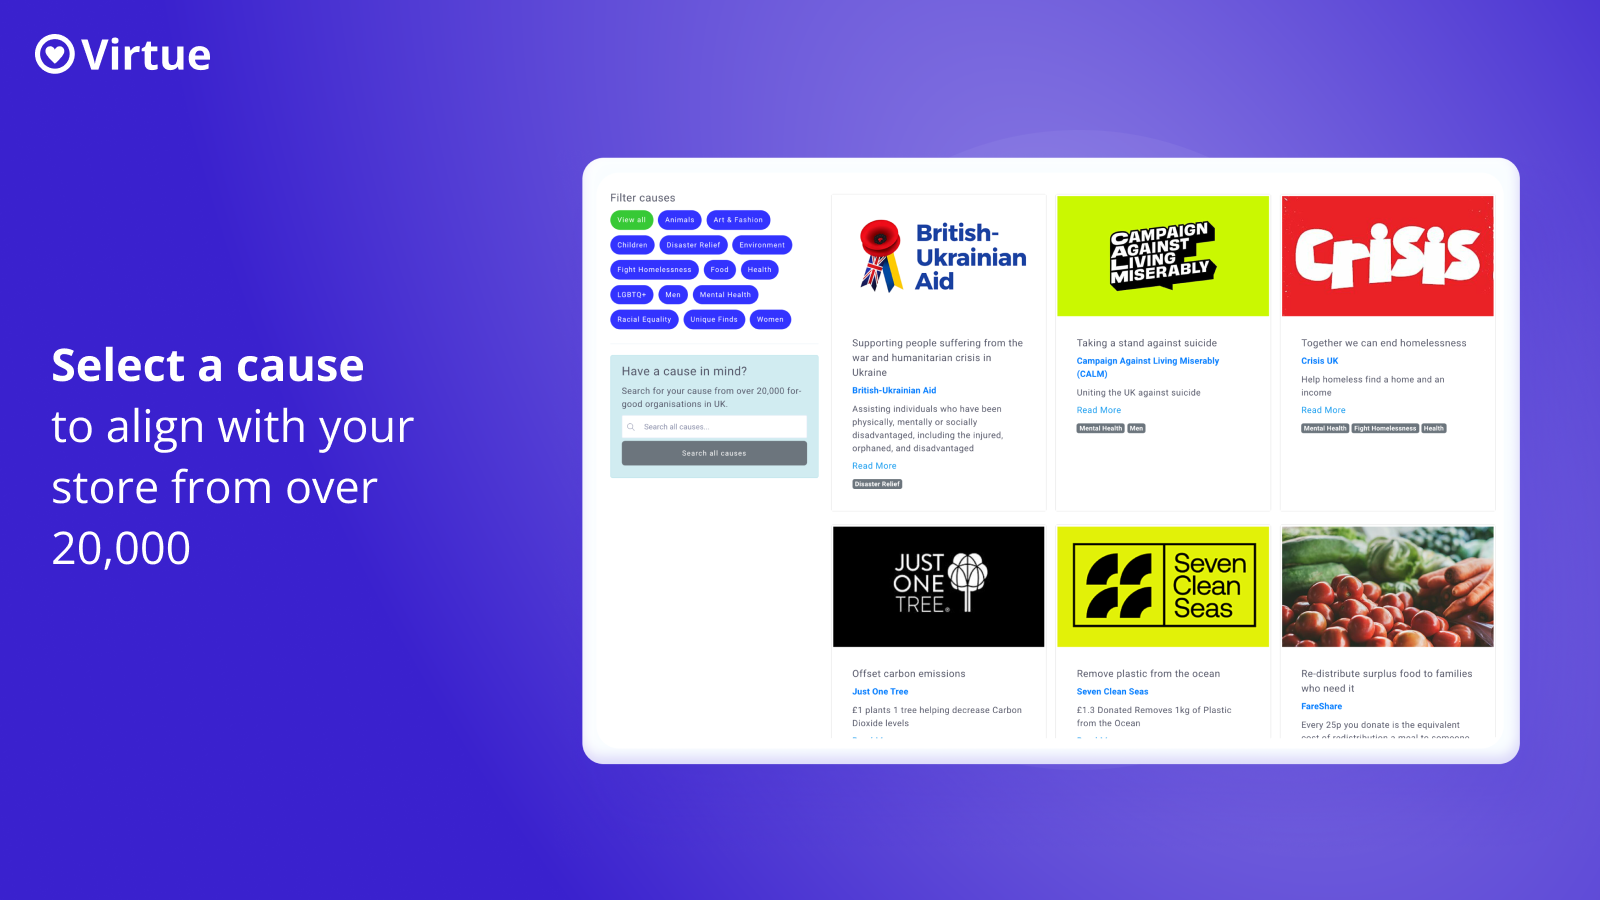 Virtue
Select a cause
to align with your
store from over
20,000
Filter causes
View all
Animals
Art & Fashion
Children
Disaster Relief
Environment
Fight Homelessness
Food
Health
LGBTQ+
Men
Mental Health
Racial Equality
Unique Finds
Women
Have a cause in mind?
Search for your cause from over 20,000 for-
good organisations in UK.
Search all causes...
Search all causes
British-
Ukrainian
Aid
Supporting people suffering from the
war and humanitarian crisis in
Ukraine
British-Ukrainian Aid
Assisting individuals who have been
physically, mentally or socially
disadvantaged, including the injured,
orphaned, and disadvantaged
Read More
Disaster Relief
CAMPAIGN
AGAINST
LIVING
MISERABLY
Taking a stand against suicide
Campaign Against Living Miserably
(CALM)
Uniting the UK against suicide
Read More
Mental Health
Men
CriSiS
Together we can end homelessness
Crisis UK
Help homeless find a home and an
income
Read More
Mental Health
Fight Homelessness
Health
JUST
ONE
TREE®
Offset carbon emissions
Just One Tree
£1 plants 1 tree helping decrease Carbon
Dioxide levels
Seven
Clean
Seas
Remove plastic from the ocean
Seven Clean Seas
£1.3 Donated Removes 1kg of Plastic
from the Ocean
Re-distribute surplus food to families
who need it
FareShare
Every 25p you donate is the equivalent
cost of redistribution a meal to someone